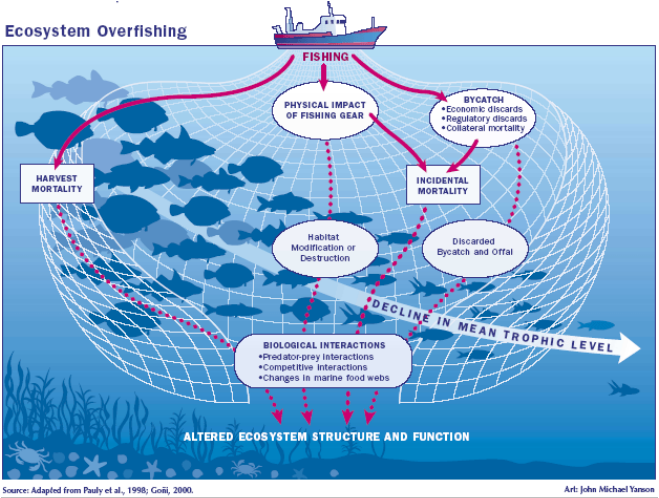 Ecosystem Overfishing
FISHING
PHYSICAL IMPACT
OF FISHING GEAR
BYCATCH
•Economic discards
•Regulatory discards
•Collateral mortality
HARVEST
MORTALITY
INCIDENTAL
MORTALITY
Habitat
Modification or
Destruction
Discarded
Bycatch and Offal
DECLINE IN MEAN TROPHIC LEVEL
BIOLOGICAL INTERACTIONS
•Predator-prey interactions
•Competitive interactions
•Changes in marine food webs
ALTERED ECOSYSTEM STRUCTURE AND FUNCTION
Source: Adapted from Pauly et al., 1998; Goñi, 2000.
Art: John Michael Yanson